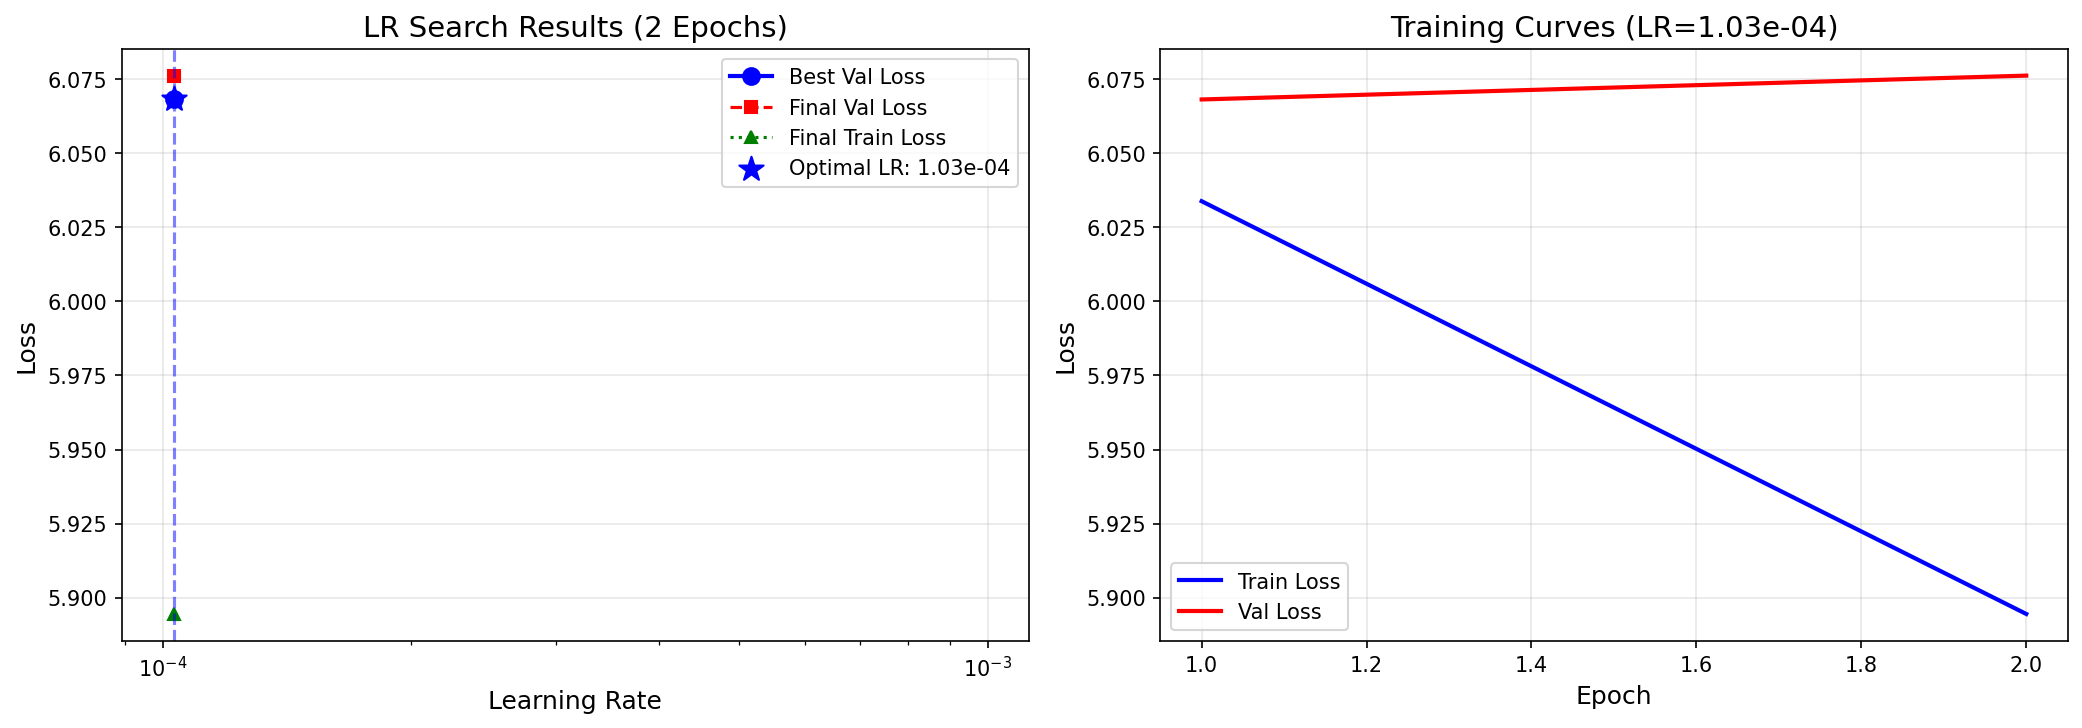 LR Search Results (2 Epochs)
6.075
6.050
6.025
6.000
5.975
5.950
5.925
5.900
Loss
10⁻⁴
10⁻³
Learning Rate
Best Val Loss
Final Val Loss
Final Train Loss
Optimal LR: 1.03e-04
Training Curves (LR=1.03e-04)
6.075
6.050
6.025
6.000
5.975
5.950
5.925
5.900
Loss
1.0
1.2
1.4
1.6
1.8
2.0
Epoch
Train Loss
Val Loss